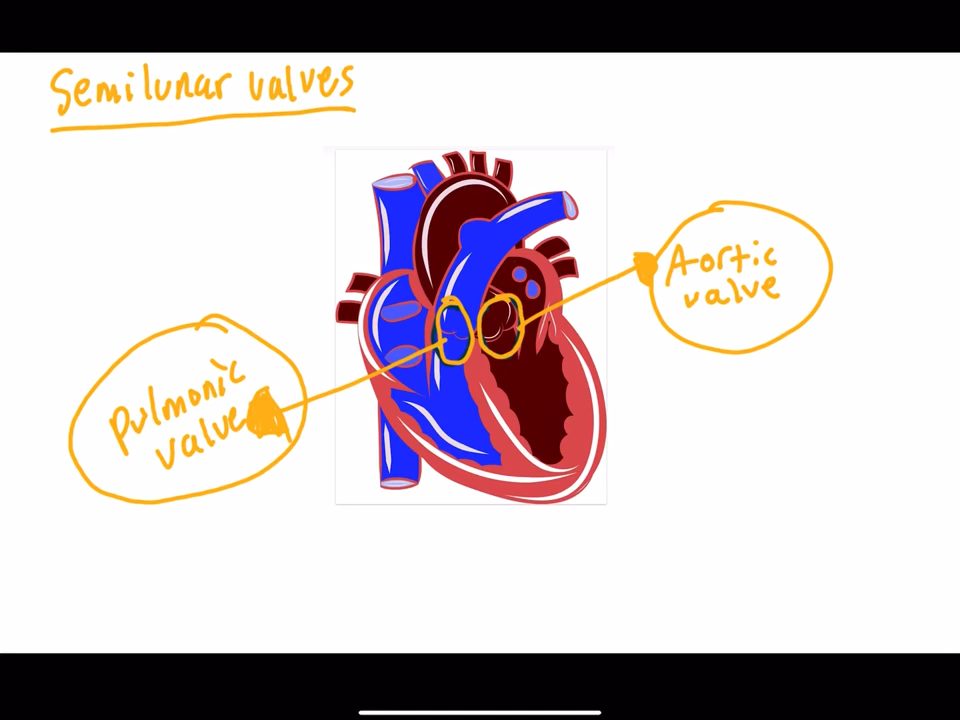 Semilunar valves
Aortic
valve
Pulmonic
valve